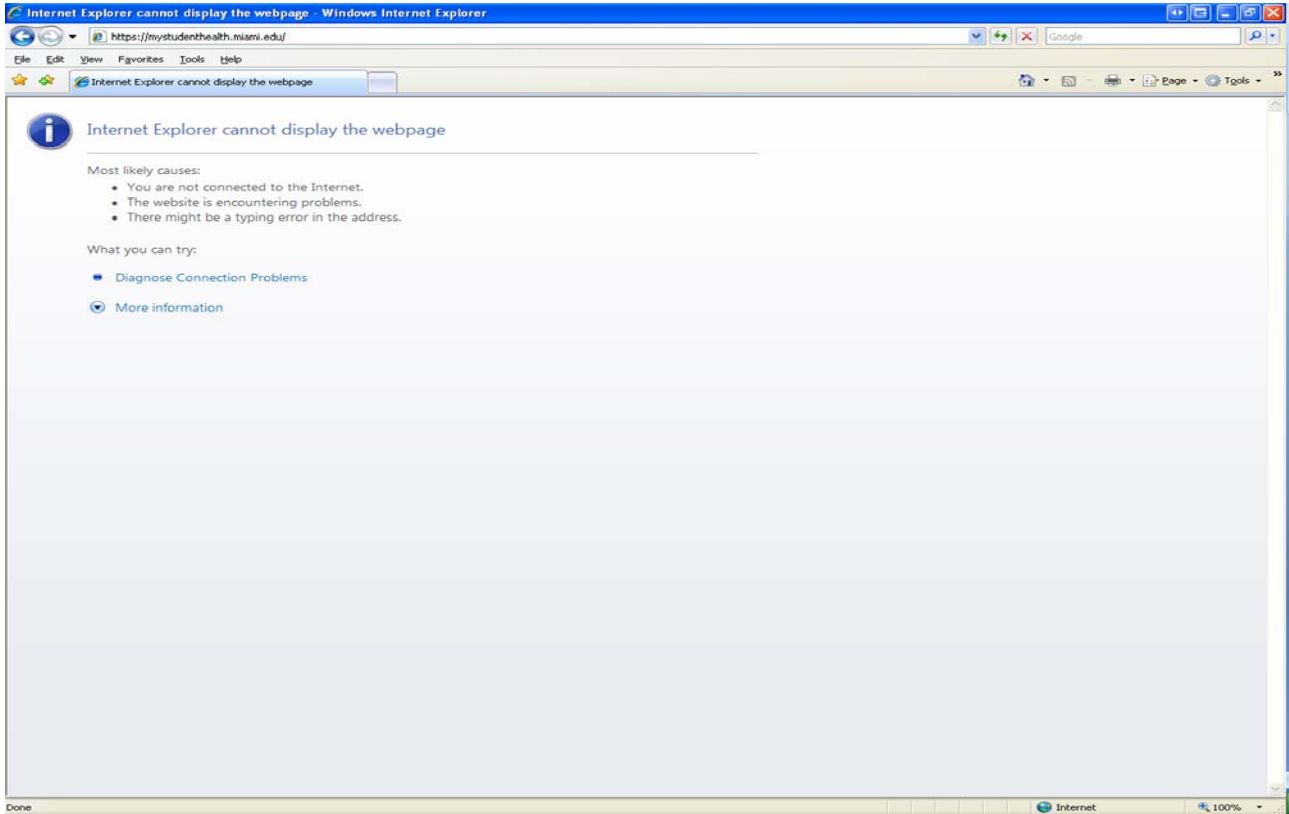 Internet Explorer cannot display the webpage - Windows Internet Explorer
https://mystudenthealth.miami.edu/ Google
File Edit View Favorites Tools Help
Internet Explorer cannot display the webpage Page Tools »
Internet Explorer cannot display the webpage
Most likely causes:
• You are not connected to the Internet.
• The website is encountering problems.
• There might be a typing error in the address.
What you can try:
Diagnose Connection Problems
More information
Done Internet 100%